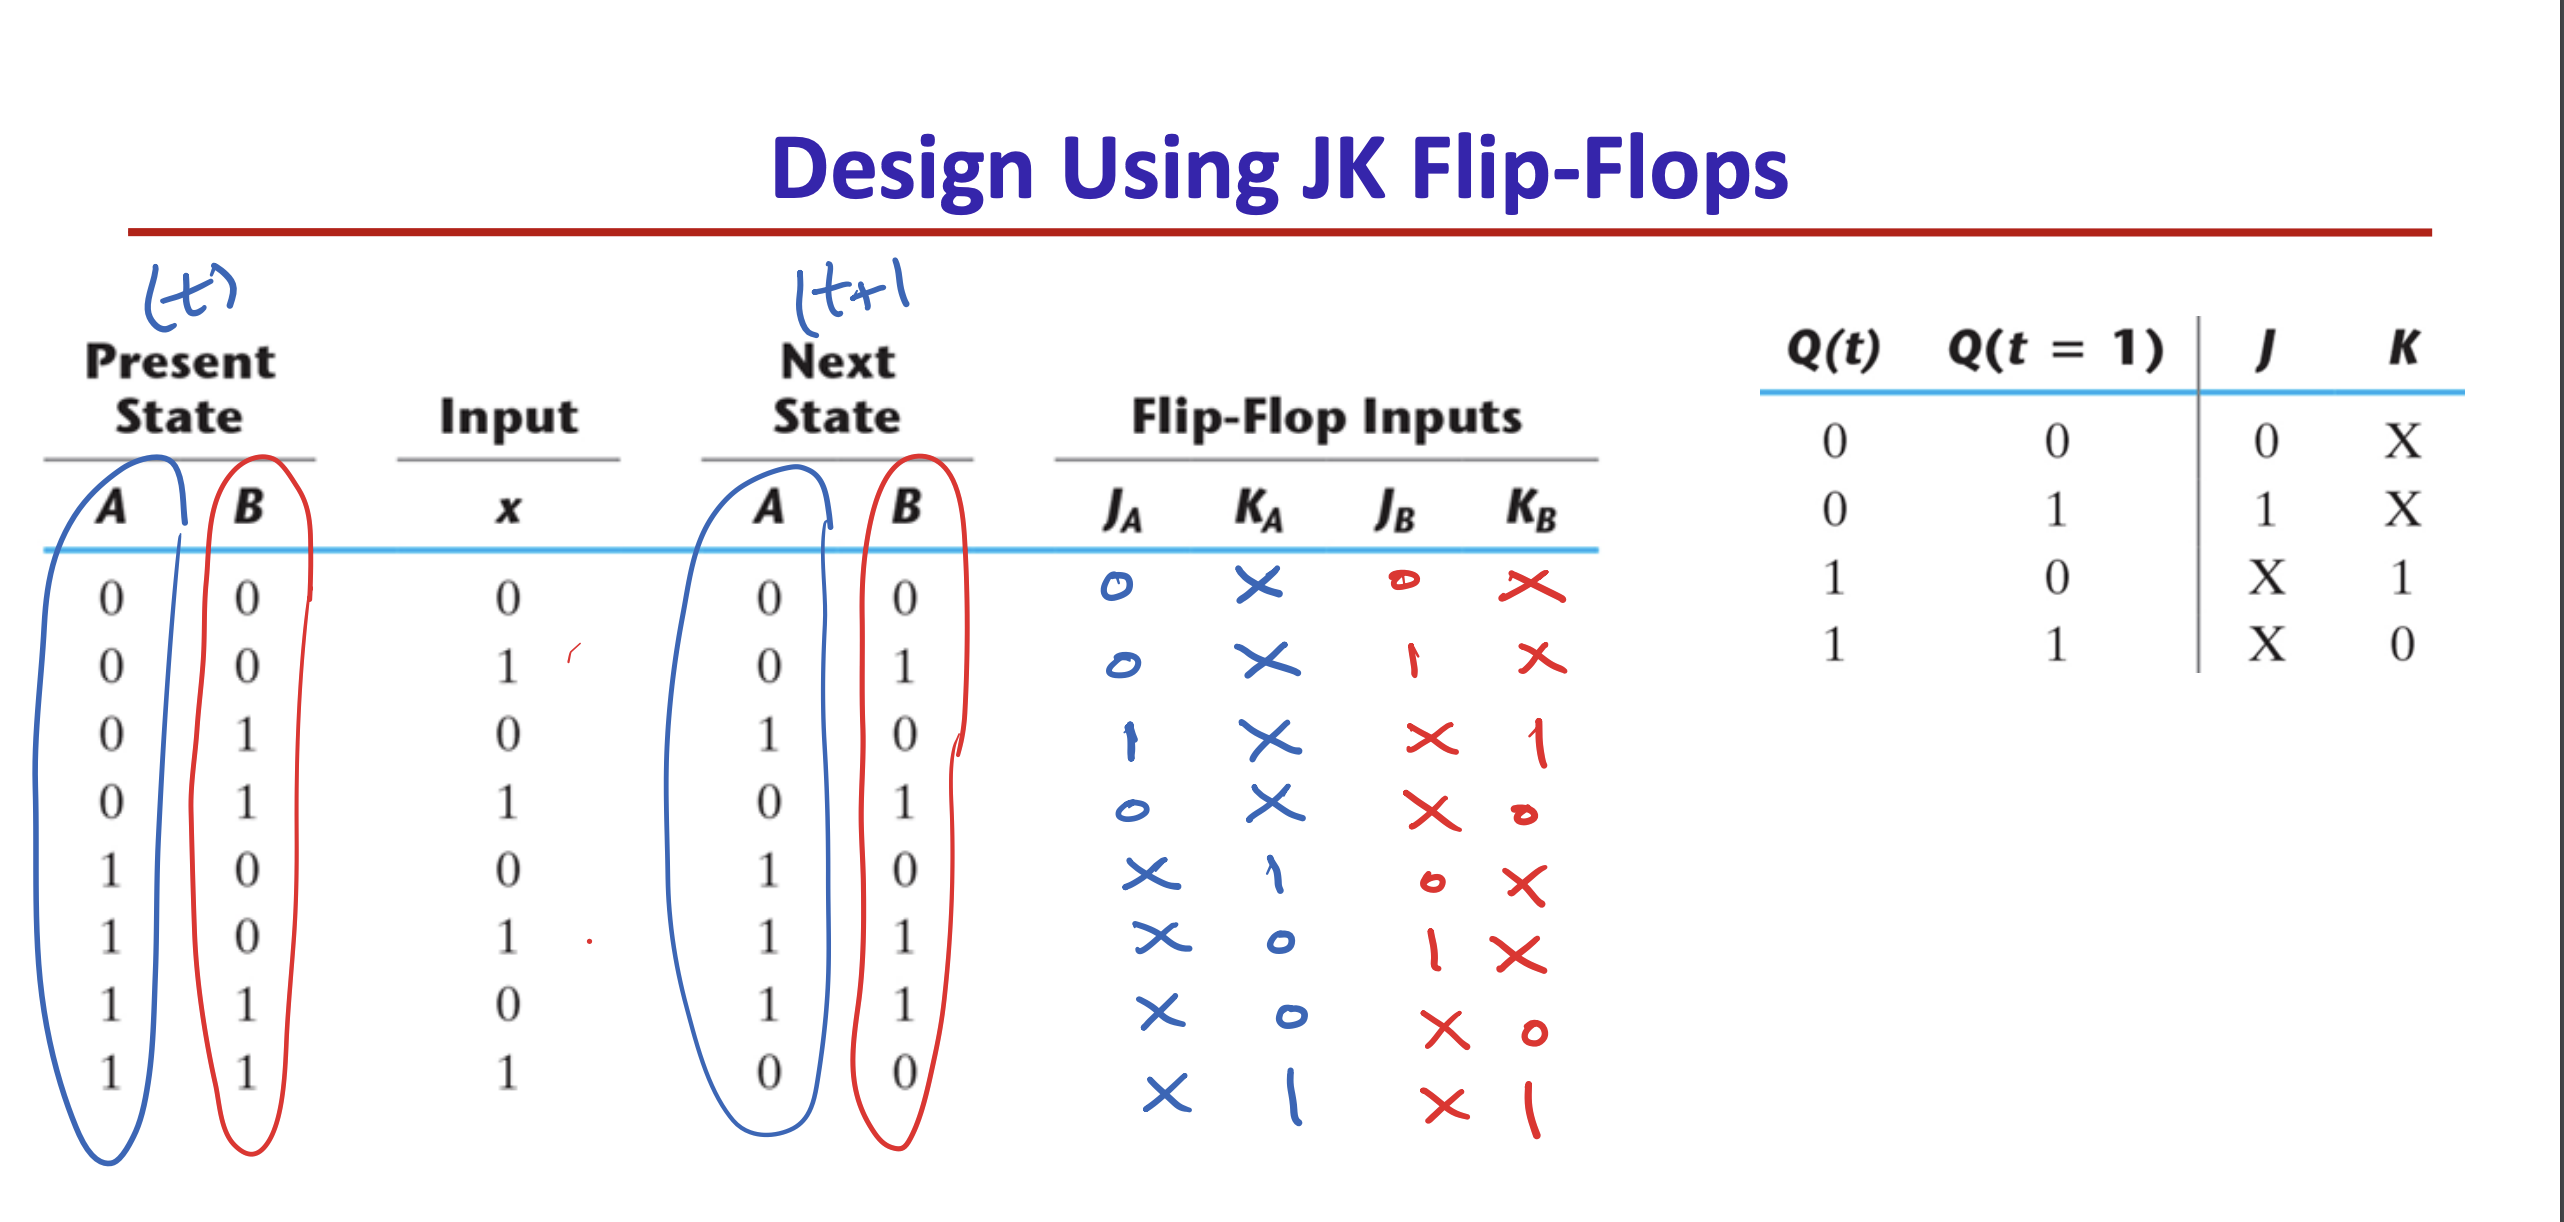 Design Using JK Flip-Flops
(t) (t+1
Present Next
State Input State Flip-Flop Inputs
A B x A B J_A K_A J_B K_B
0 0 0 0 0 0 X 0 X
0 0 1 0 1 0 X 1 X
0 1 0 1 0 1 X X 1
0 1 1 0 1 0 X X 0
1 0 0 1 0 X 1 0 X
1 0 1 1 1 X 0 1 X
1 1 0 1 1 X 0 X 0
1 1 1 0 0 X 1 X 1
Q(t) Q(t = 1) J K
0 0 0 X
0 1 1 X
1 0 X 1
1 1 X 0